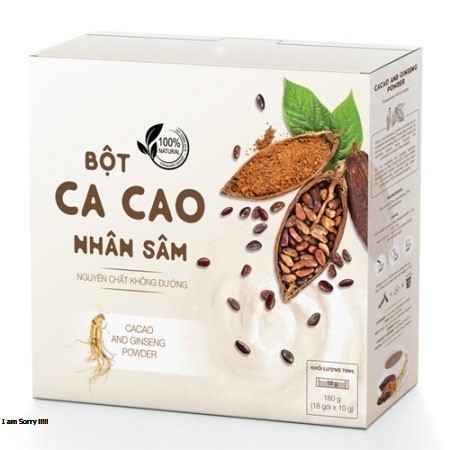 100%
NATURAL
BỘT
CA CAO
NHÂN SÂM
NGUYÊN CHẤT KHÔNG ĐƯỜNG
CACAO
AND GINSENG
POWDER
KHỐI LƯỢNG TỊNH:
10 g
180 g
(18 gói x 10 g)
CACAO AND GINSENG
POWDER
I am Sorry !!!!!